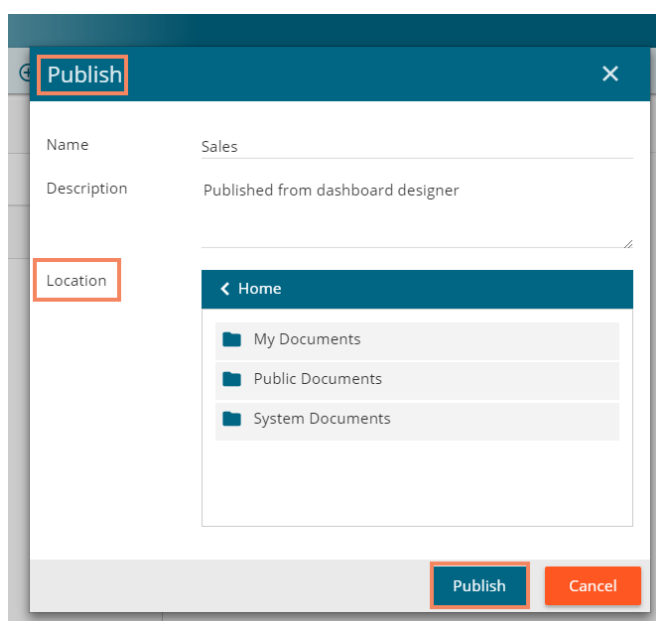 Publish
Name
Sales
Description
Published from dashboard designer
Location
Home
My Documents
Public Documents
System Documents
Publish
Cancel